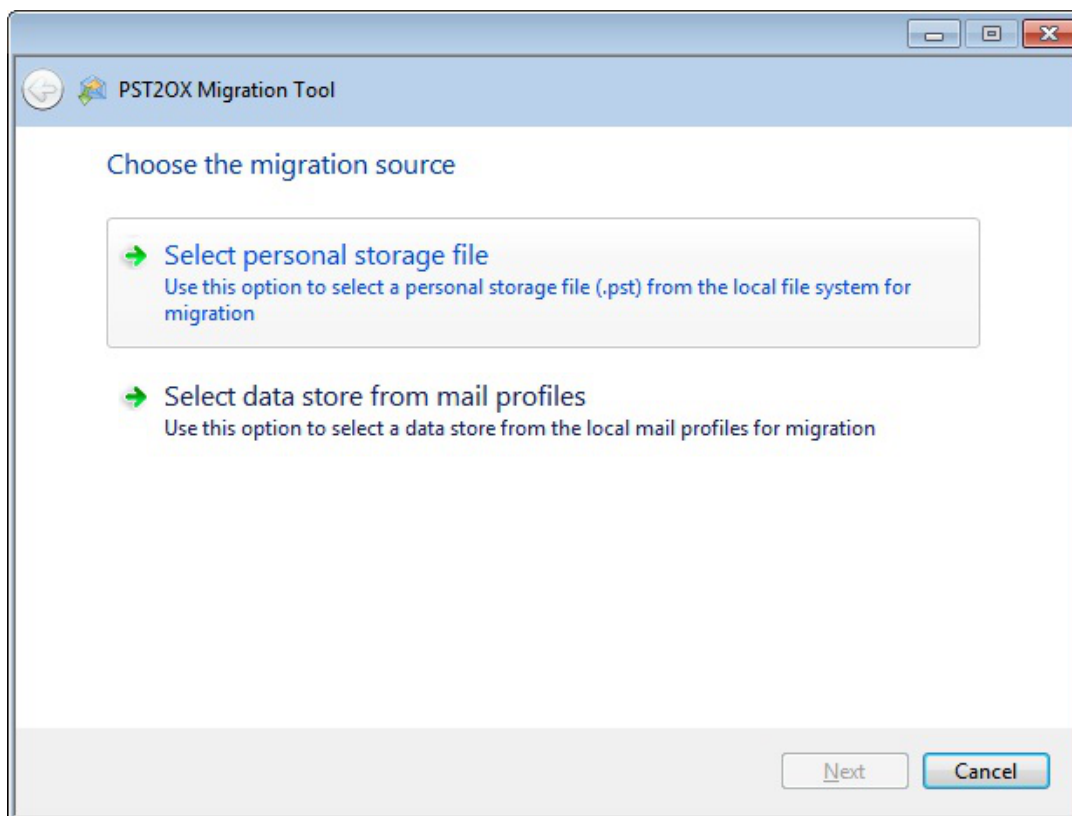 PST2OX Migration Tool
Choose the migration source
Select personal storage file
Use this option to select a personal storage file (.pst) from the local file system for
migration
Select data store from mail profiles
Use this option to select a data store from the local mail profiles for migration
Next
Cancel